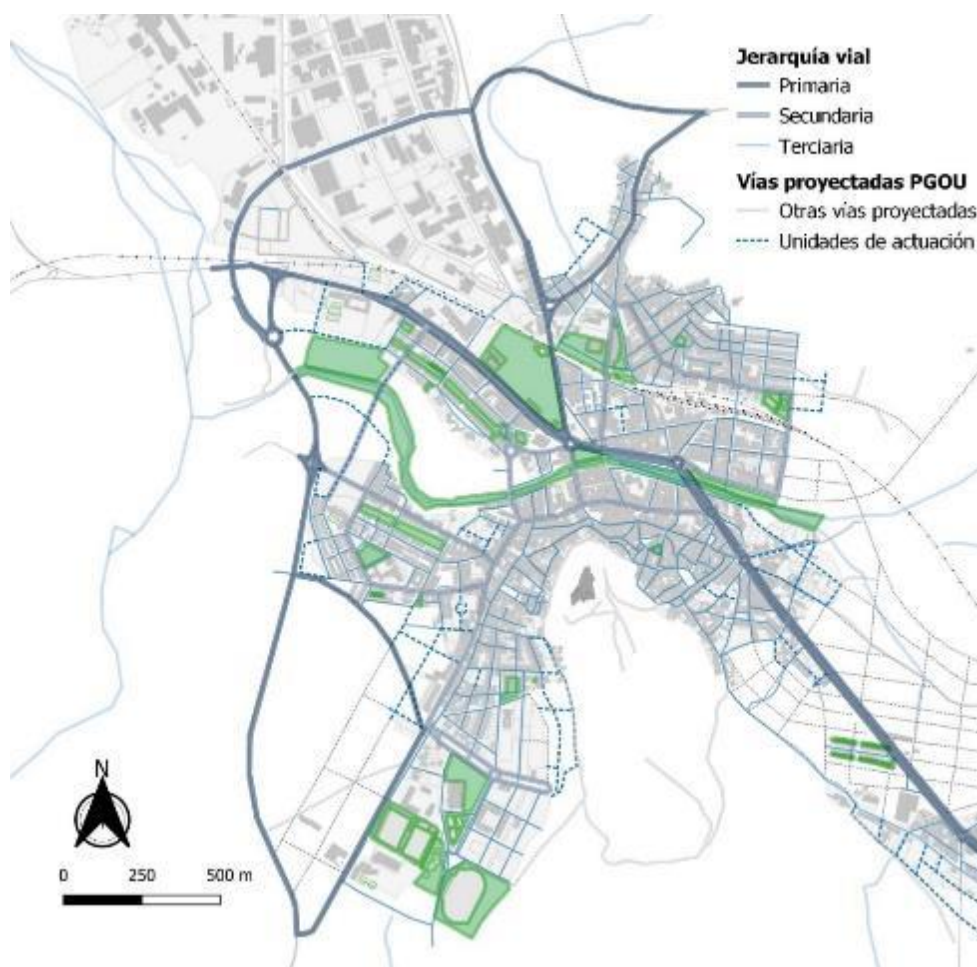 Jerarquía vial
Primaria
Secundaria
Terciaria
Vías proyectadas PGOU
Otras vías proyectadas
Unidades de actuación
N
0 250 500 m